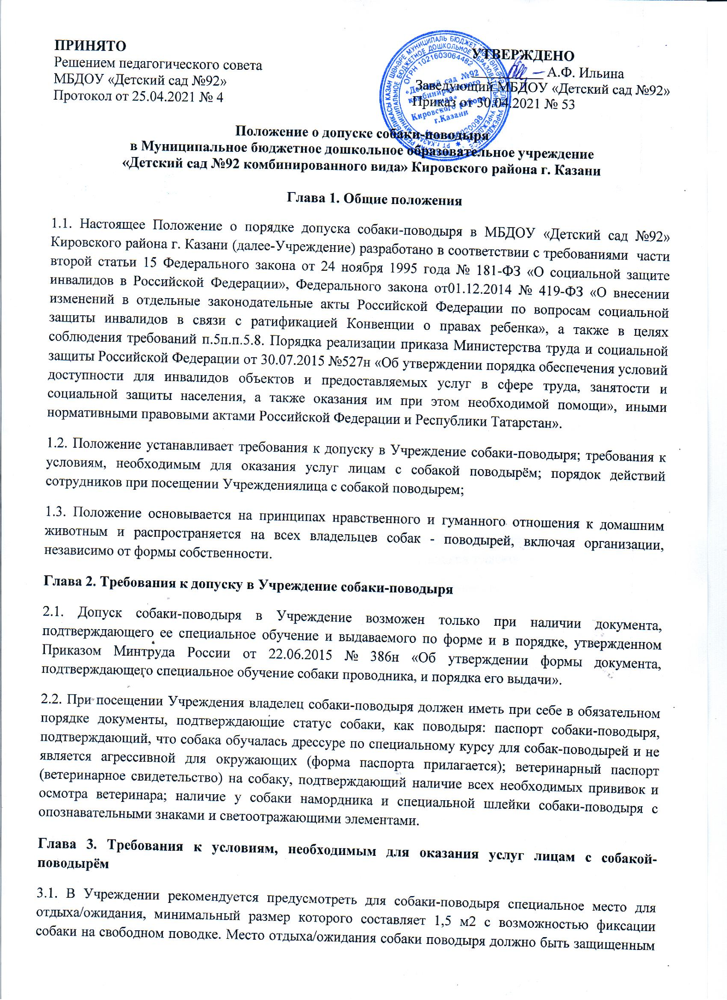 ПРИНЯТО
Решением педагогического совета
МБДОУ «Детский сад №92»
Протокол от 25.04.2021 № 4
УТВЕРЖДЕНО
А.Ф. Ильина
Заведующий МБДОУ «Детский сад №92»
Приказ от 30.04.2021 № 53
ОГРН 1021603064482
«Детский сад №92
комбинированного
вида»
Кировского района
г.Казани
Положение о допуске собаки-поводыря
в Муниципальное бюджетное дошкольное образовательное учреждение
«Детский сад №92 комбинированного вида» Кировского района г. Казани
Глава 1. Общие положения
1.1. Настоящее Положение о порядке допуска собаки-поводыря в МБДОУ «Детский сад №92»
Кировского района г. Казани (далее-Учреждение) разработано в соответствии с требованиями части
второй статьи 15 Федерального закона от 24 ноября 1995 года № 181-ФЗ «О социальной защите
инвалидов в Российской Федерации», Федерального закона от01.12.2014 № 419-ФЗ «О внесении
изменений в отдельные законодательные акты Российской Федерации по вопросам социальной
защиты инвалидов в связи с ратификацией Конвенции о правах ребенка», а также в целях
соблюдения требований п.5п.п.5.8. Порядка реализации приказа Министерства труда и социальной
защиты Российской Федерации от 30.07.2015 №527н «Об утверждении порядка обеспечения условий
доступности для инвалидов объектов и предоставляемых услуг в сфере труда, занятости и
социальной защиты населения, а также оказания им при этом необходимой помощи», иными
нормативными правовыми актами Российской Федерации и Республики Татарстан».
1.2. Положение устанавливает требования к допуску в Учреждение собаки-поводыря; требования к
условиям, необходимым для оказания услуг лицам с собакой поводырём; порядок действий
сотрудников при посещении Учреждениялица с собакой поводырем;
1.3. Положение основывается на принципах нравственного и гуманного отношения к домашним
животным и распространяется на всех владельцев собак - поводырей, включая организации,
независимо от формы собственности.
Глава 2. Требования к допуску в Учреждение собаки-поводыря
2.1. Допуск собаки-поводыря в Учреждение возможен только при наличии документа,
подтверждающего ее специальное обучение и выдаваемого по форме и в порядке, утвержденном
Приказом Минтруда России от 22.06.2015 № 386н «Об утверждении формы документа,
подтверждающего специальное обучение собаки проводника, и порядка его выдачи».
2.2. При посещении Учреждения владелец собаки-поводыря должен иметь при себе в обязательном
порядке документы, подтверждающие статус собаки, как поводыря: паспорт собаки-поводыря,
подтверждающий, что собака обучалась дрессуре по специальному курсу для собак-поводырей и не
является агрессивной для окружающих (форма паспорта прилагается); ветеринарный паспорт
(ветеринарное свидетельство) на собаку, подтверждающий наличие всех необходимых прививок и
осмотра ветеринара; наличие у собаки намордника и специальной шлейки собаки-поводыря с
опознавательными знаками и светоотражающими элементами.
Глава 3. Требования к условиям, необходимым для оказания услуг лицам с собакой-
поводырём
3.1. В Учреждении рекомендуется предусмотреть для собаки-поводыря специальное место для
отдыха/ожидания, минимальный размер которого составляет 1,5 м2 с возможностью фиксации
собаки на свободном поводке. Место отдыха/ожидания собаки поводыря должно быть защищенным